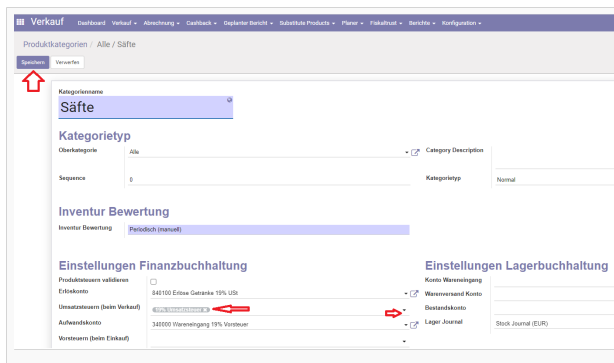 Verkauf Dashboard Verkauf Abrechnung Cashback Geplanter Bericht Substitute Products Planer Fiskaltrust Berichte Konfiguration
Produktkategorien / Alle / Säfte
Speichern Verwerfen
Kategorienname
Säfte
Kategorietyp
Oberkategorie Alle Category Description
Sequence 0 Kategorietyp Normal
Inventur Bewertung
Inventur Bewertung Periodisch (manuell)
Einstellungen Finanzbuchhaltung Einstellungen Lagerbuchhaltung
Produktsteuern validieren Konto Wareneingang
Erlöskonto 840100 Erlöse Getränke 19% USt Warenversand Konto
Umsatzsteuern (beim Verkauf) Bestandskonto
Aufwandskonto 340000 Wareneingang 19% Vorsteuer Lager Journal Stock Journal (EUR)
Vorsteuern (beim Einkauf)